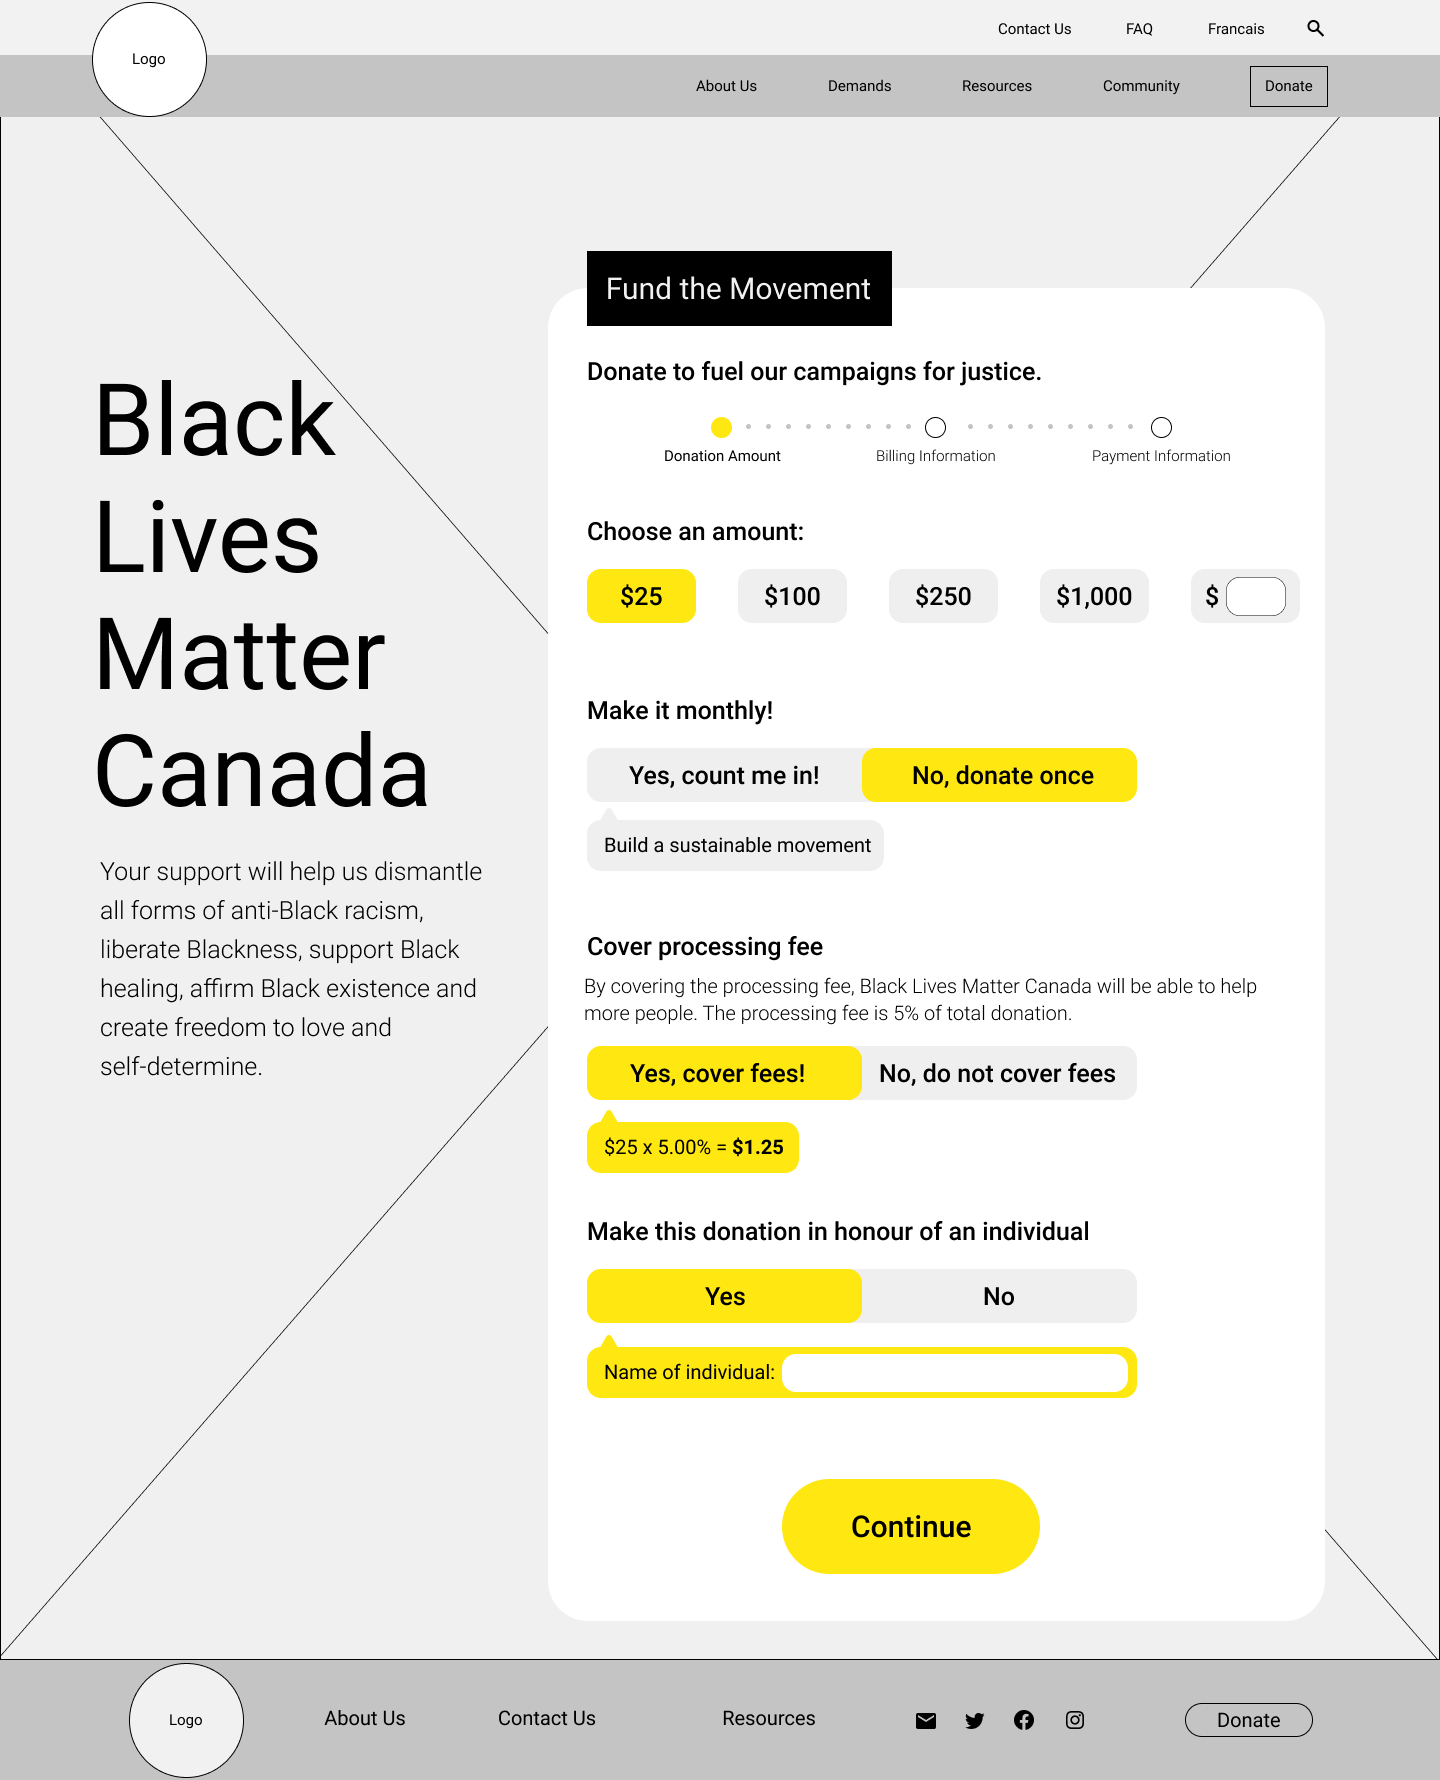 Logo
Contact Us
FAQ
Francais
About Us
Demands
Resources
Community
Donate
Black
Lives
Matter
Canada
Your support will help us dismantle
all forms of anti-Black racism,
liberate Blackness, support Black
healing, affirm Black existence and
create freedom to love and
self-determine.
Fund the Movement
Donate to fuel our campaigns for justice.
Donation Amount
Billing Information
Payment Information
Choose an amount:
$25
$100
$250
$1,000
$
Make it monthly!
Yes, count me in!
No, donate once
Build a sustainable movement
Cover processing fee
By covering the processing fee, Black Lives Matter Canada will be able to help
more people. The processing fee is 5% of total donation.
Yes, cover fees!
No, do not cover fees
$25 x 5.00% = $1.25
Make this donation in honour of an individual
Yes
No
Name of individual:
Continue
Logo
About Us
Contact Us
Resources
Donate